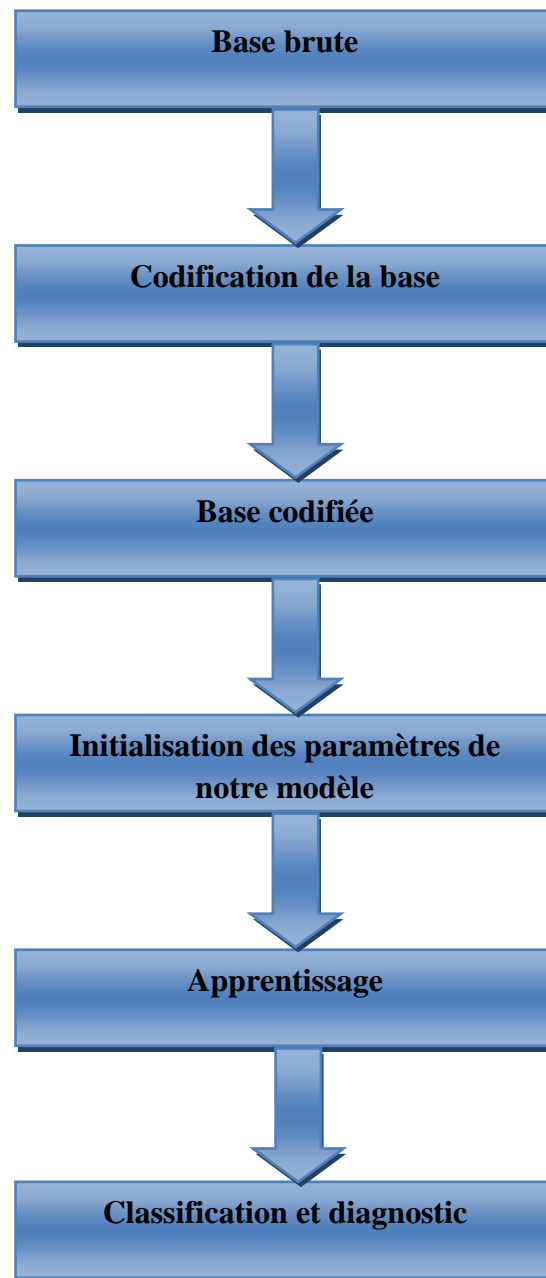 Base brute
Codification de la base
Base codifiée
Initialisation des paramètres de
notre modèle
Apprentissage
Classification et diagnostic